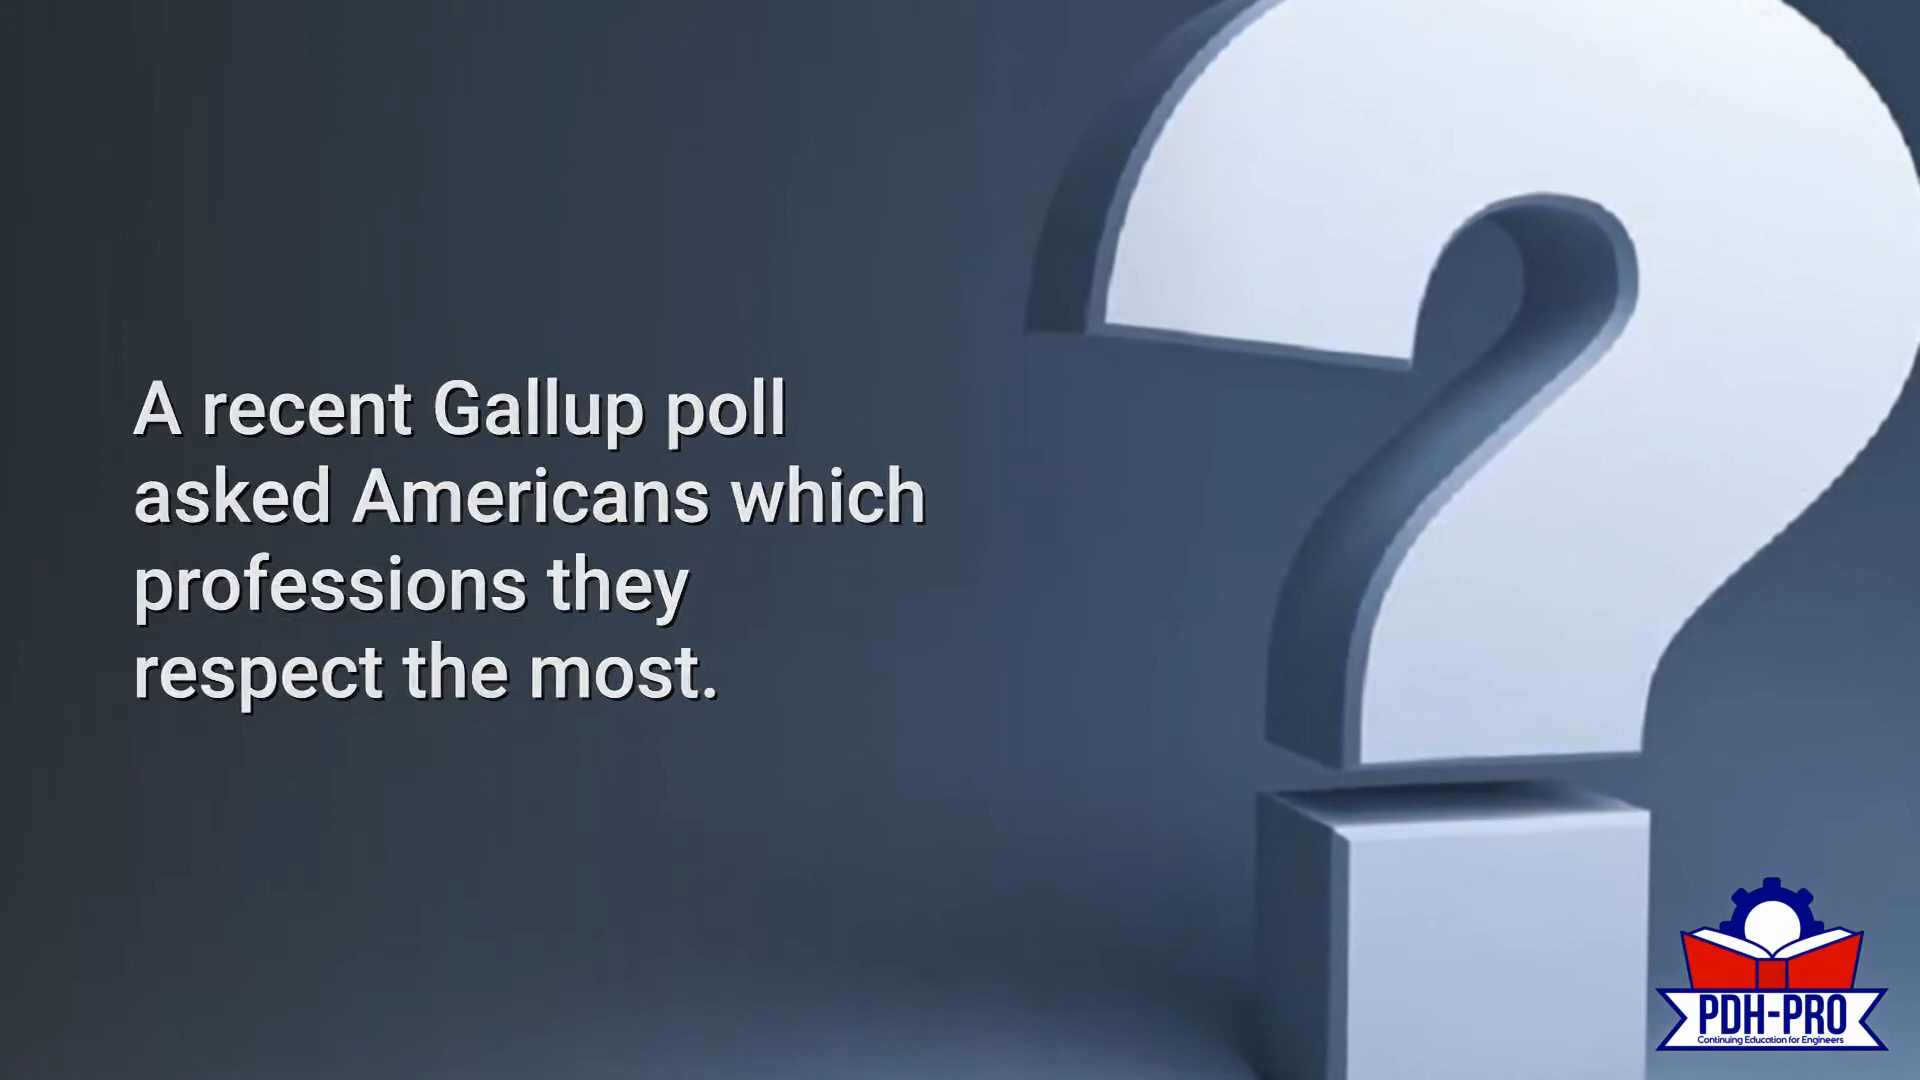 A recent Gallup poll
asked Americans which
professions they
respect the most.
PDH-PRO
Continuing Education for Engineers